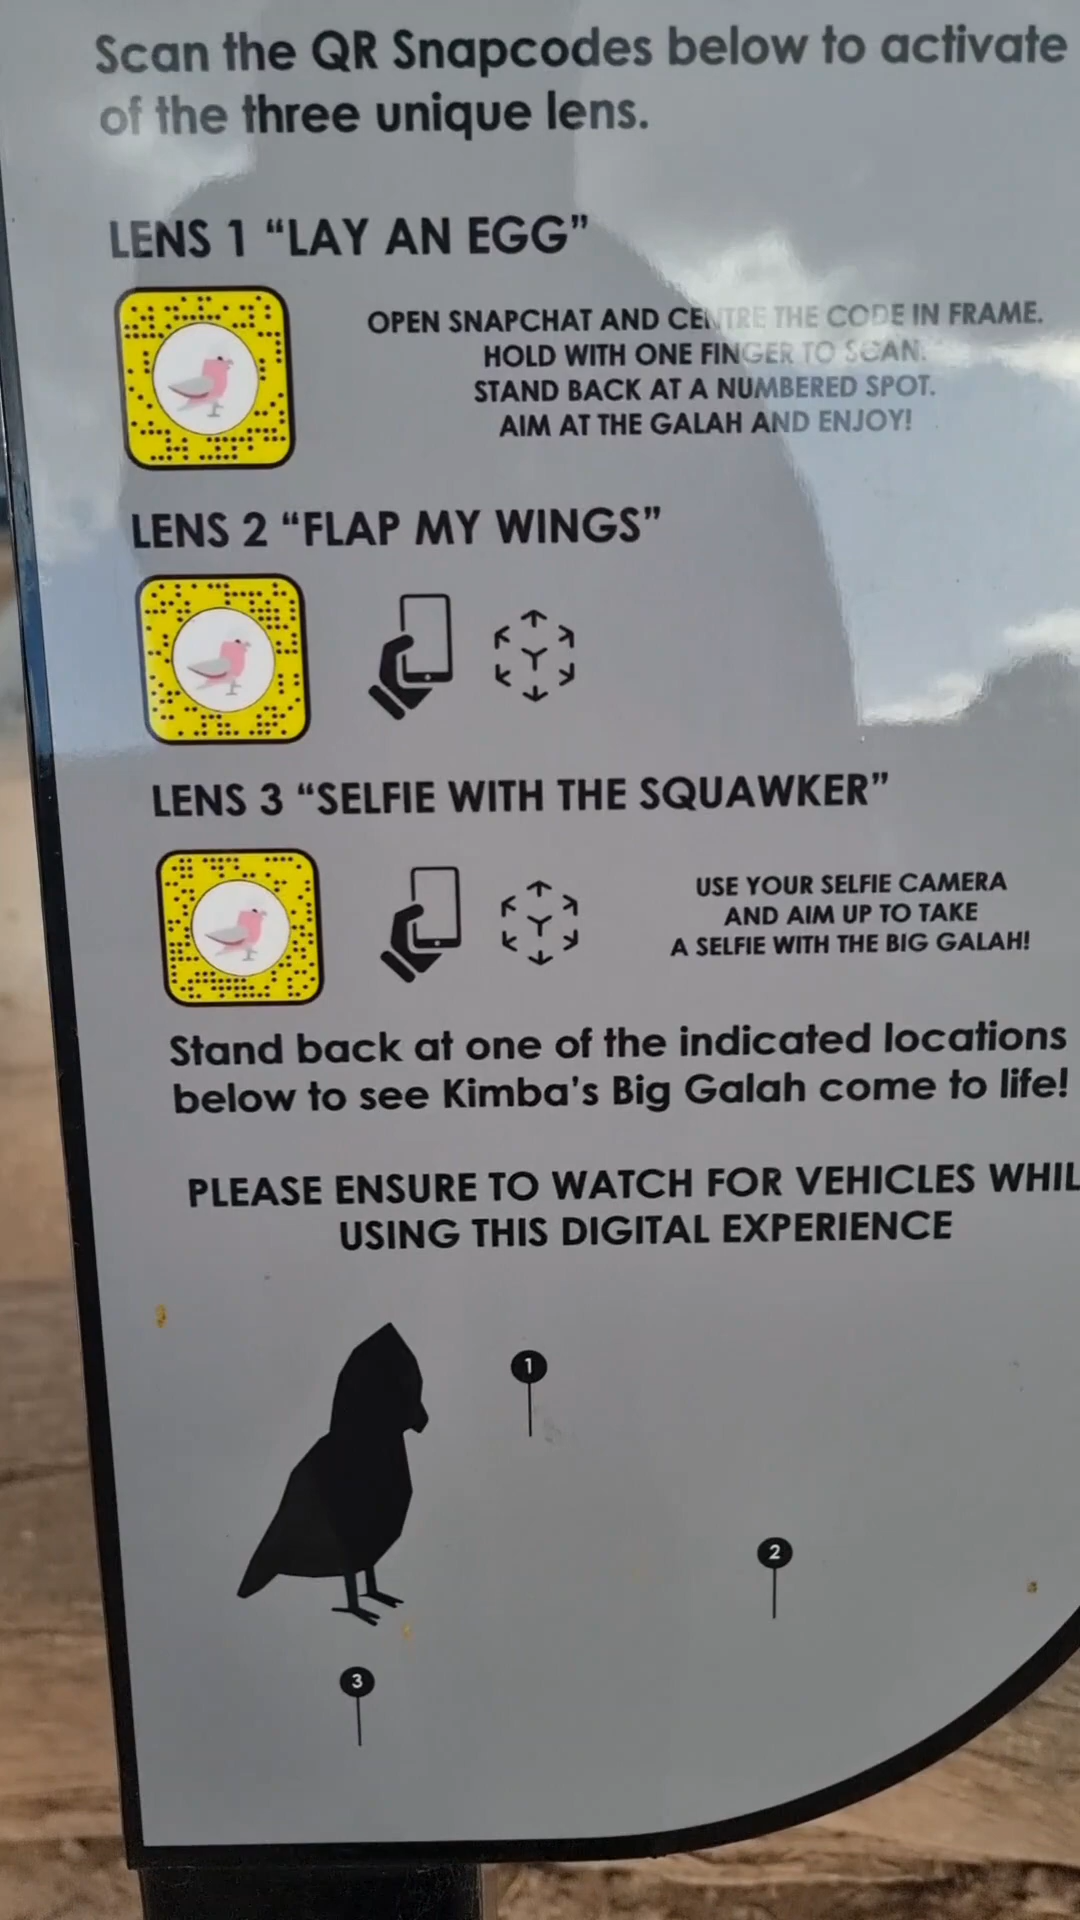 Scan the QR Snapcodes below to activate
of the three unique lens.
LENS 1 “LAY AN EGG”
OPEN SNAPCHAT AND CENTRE THE CODE IN FRAME.
HOLD WITH ONE FINGER TO SCAN.
STAND BACK AT A NUMBERED SPOT.
AIM AT THE GALAH AND ENJOY!
LENS 2 “FLAP MY WINGS”
LENS 3 “SELFIE WITH THE SQUAWKER”
USE YOUR SELFIE CAMERA
AND AIM UP TO TAKE
A SELFIE WITH THE BIG GALAH!
Stand back at one of the indicated locations
below to see Kimba’s Big Galah come to life!
PLEASE ENSURE TO WATCH FOR VEHICLES WHIL
USING THIS DIGITAL EXPERIENCE
1
2
3